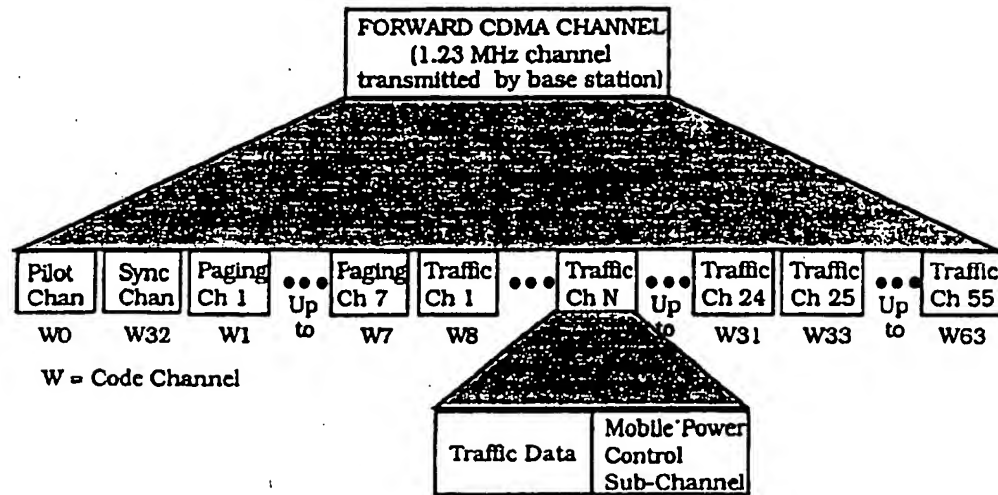 FORWARD CDMA CHANNEL
(1.23 MHz channel
transmitted by base station)
Pilot Chan
Sync Chan
Paging Ch 1
••• Up to
Paging Ch 7
Traffic Ch 1
•••
Traffic Ch N
••• Up to
Traffic Ch 24
Traffic Ch 25
••• Up to
Traffic Ch 55
W0 W32 W1 W7 W8 W31 W33 W63
W = Code Channel
Traffic Data
Mobile Power
Control
Sub-Channel